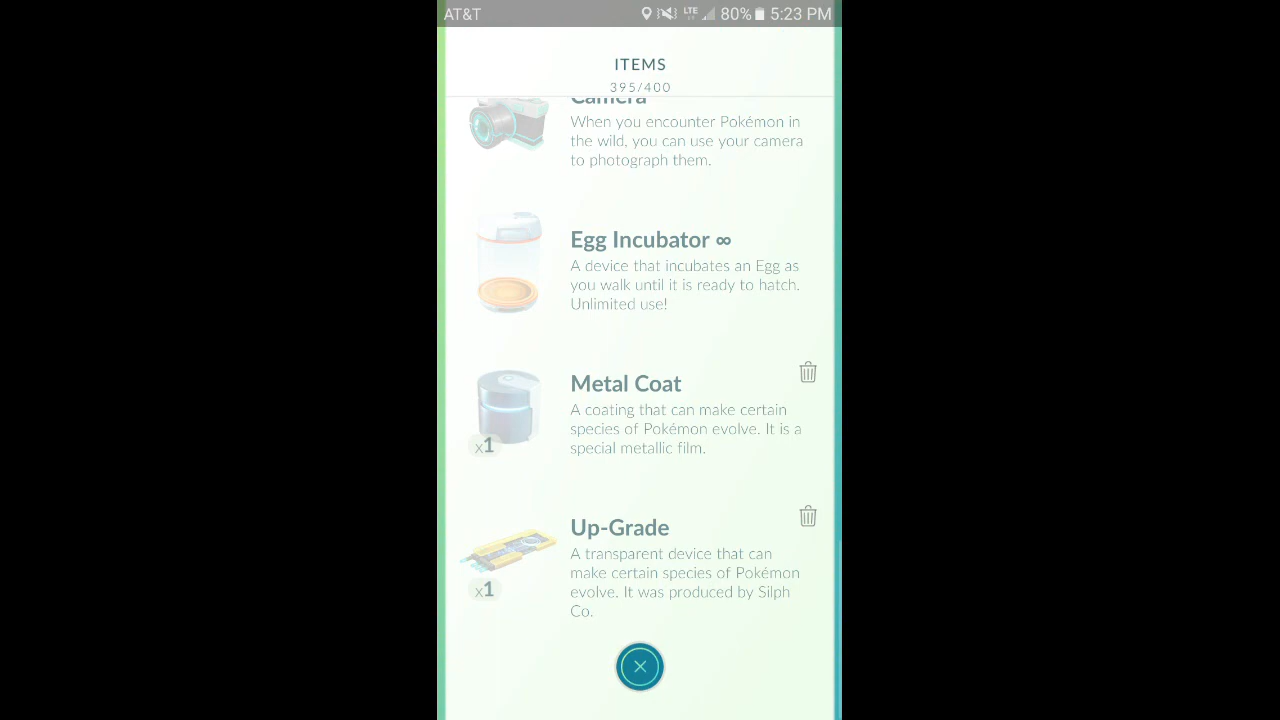 AT&T LTE 80% 5:23 PM
ITEMS
395/400
Camera
When you encounter Pokémon in
the wild, you can use your camera
to photograph them.
Egg Incubator ∞
A device that incubates an Egg as
you walk until it is ready to hatch.
Unlimited use!
Metal Coat
A coating that can make certain
species of Pokémon evolve. It is a
special metallic film.
x1
Up-Grade
A transparent device that can
make certain species of Pokémon
evolve. It was produced by Silph
Co.
x1